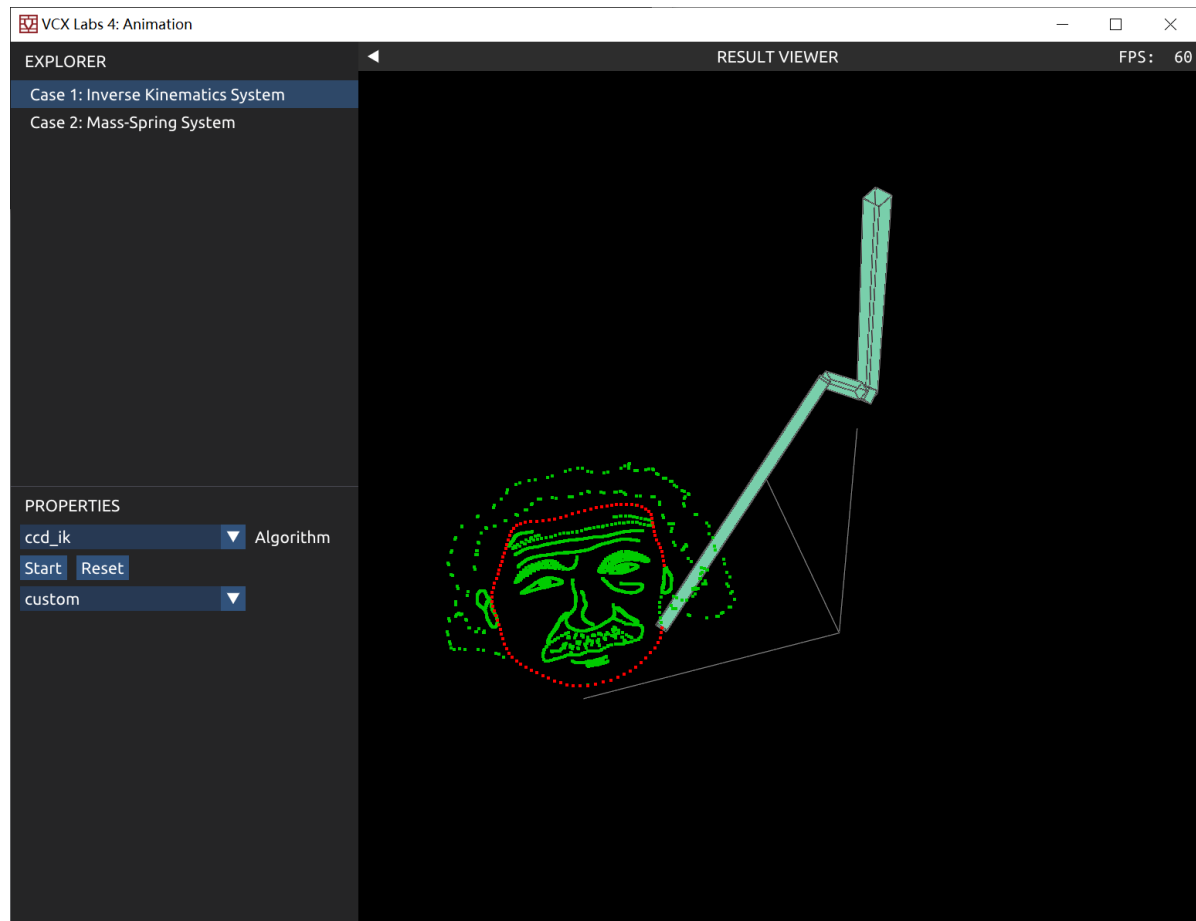 VCX Labs 4: Animation
EXPLORER
Case 1: Inverse Kinematics System
Case 2: Mass-Spring System
PROPERTIES
ccd_ik Algorithm
Start Reset
custom
RESULT VIEWER
FPS: 60